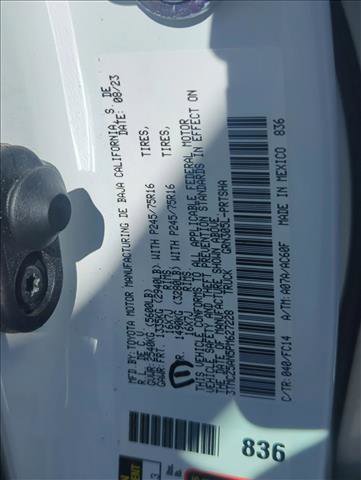 MFD BY: TOYOTA MOTOR MANUFACTURING DE BAJA CALIFORNIA S. DE
R. L. DE C. V. DATE: 08/23
GVWR: 2540KG (5600LB)
GAWR: FRT. 1335KG (2940LB) WITH P245/75R16 TIRES,
16X7J RIMS,
RR. 1490KG (3280LB) WITH P245/75R16 TIRES,
16X7J RIMS
THIS VEHICLE CONFORMS TO ALL APPLICABLE FEDERAL MOTOR
VEHICLE SAFETY AND THEFT PREVENTION STANDARDS IN EFFECT ON
THE DATE OF MANUFACTURE SHOWN ABOVE.
3TMCZ5AN5PM627228 TRUCK GRN305L-PRTSHA
C/TR: 040/FC14 A/TM: A07A/AC60F MADE IN MEXICO 836
836